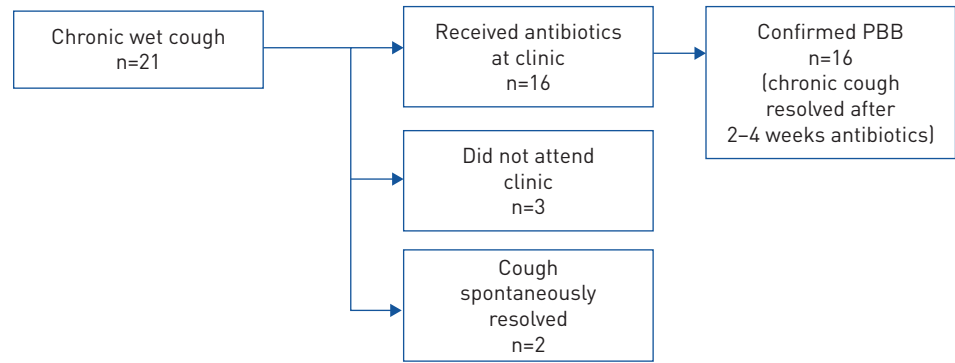 Chronic wet cough
n=21
Received antibiotics
at clinic
n=16
Confirmed PBB
n=16
(chronic cough
resolved after
2–4 weeks antibiotics)
Did not attend
clinic
n=3
Cough
spontaneously
resolved
n=2